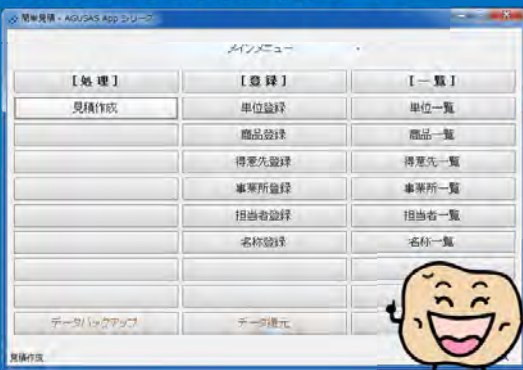 簡単見積 - AGUSAS App シリーズ
メインメニュー
【処理】 【登録】 【一覧】
見積作成 単位登録 単位一覧
商品登録 商品一覧
得意先登録 得意先一覧
事業所登録 事業所一覧
担当者登録 担当者一覧
名称登録 名称一覧
データバックアップ データ復元
見積作成